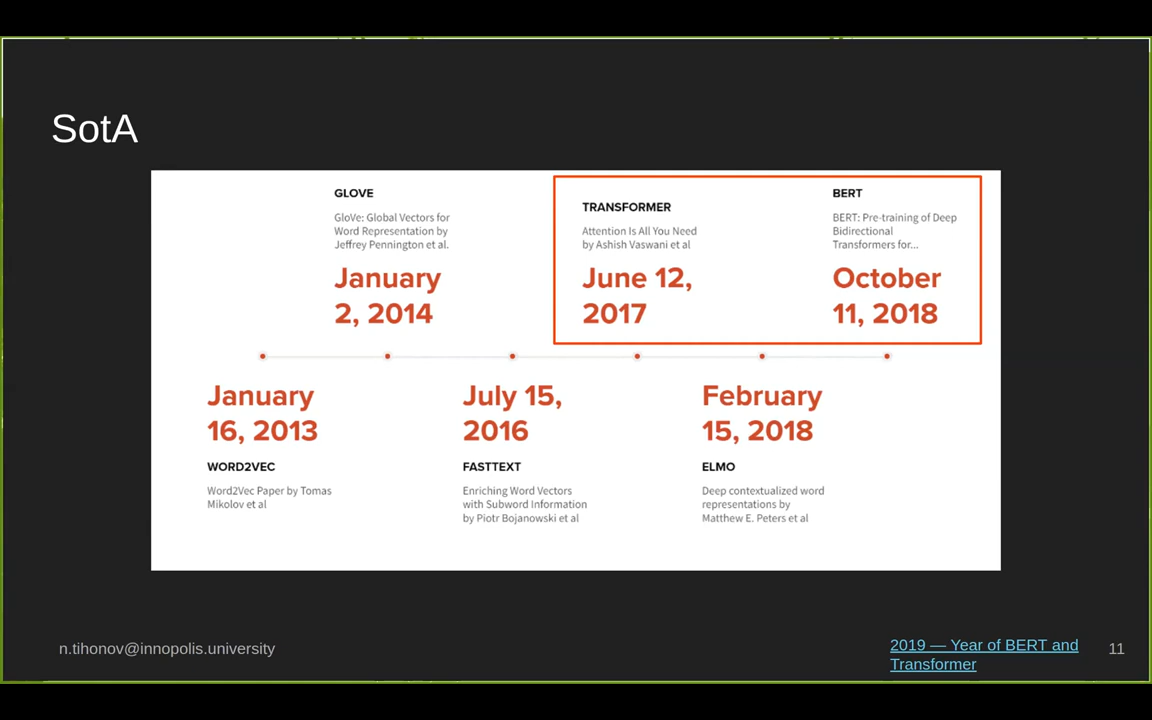 SotA
GLOVE
GloVe: Global Vectors for
Word Representation by
Jeffrey Pennington et al.
January
2, 2014
TRANSFORMER
Attention Is All You Need
by Ashish Vaswani et al
June 12,
2017
BERT
BERT: Pre-training of Deep
Bidirectional
Transformers for...
October
11, 2018
January
16, 2013
WORD2VEC
Word2Vec Paper by Tomas
Mikolov et al
July 15,
2016
FASTTEXT
Enriching Word Vectors
with Subword Information
by Piotr Bojanowski et al
February
15, 2018
ELMO
Deep contextualized word
representations by
Matthew E. Peters et al
n.tihonov@innopolis.university
2019 — Year of BERT and
Transformer
11